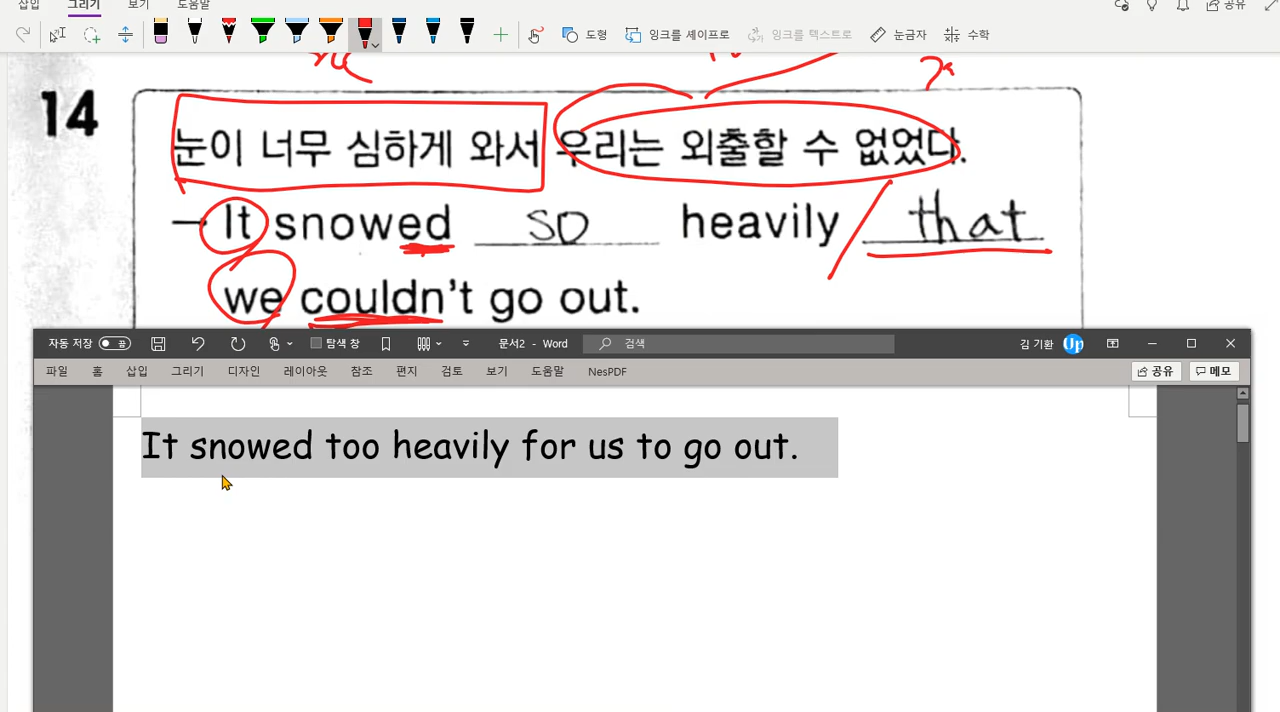 삽입 그리기 보기 도움말 공유
도형 잉크를 셰이프로 잉크를 텍스트로 눈금자 수학
14
눈이 너무 심하게 와서 우리는 외출할 수 없었다.
→ It snowed so heavily that
we couldn't go out.
자동 저장 탐색 창 문서2 - Word 검색 김 기환 Up
파일 홈 삽입 그리기 디자인 레이아웃 참조 편지 검토 보기 도움말 NesPDF 공유 메모
It snowed too heavily for us to go out.